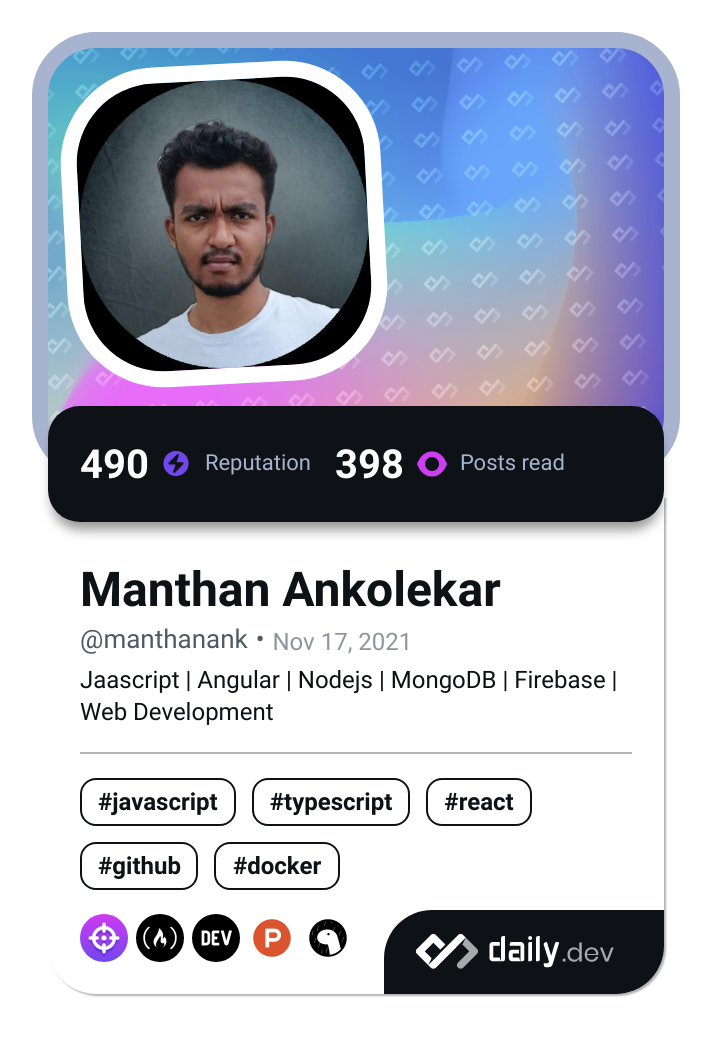 490 Reputation 398 Posts read
Manthan Ankolekar
@manthanank • Nov 17, 2021
Jaascript | Angular | Nodejs | MongoDB | Firebase |
Web Development
#javascript #typescript #react
#github #docker
DEV P daily.dev